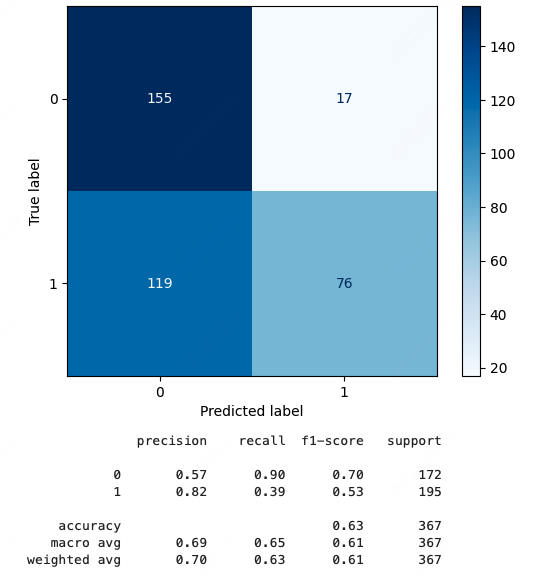 140
0
155
17
120
100
True label
80
1
119
76
60
40
20
0
1
Predicted label
precision recall f1-score support
0 0.57 0.90 0.70 172
1 0.82 0.39 0.53 195
accuracy 0.63 367
macro avg 0.69 0.65 0.61 367
weighted avg 0.70 0.63 0.61 367